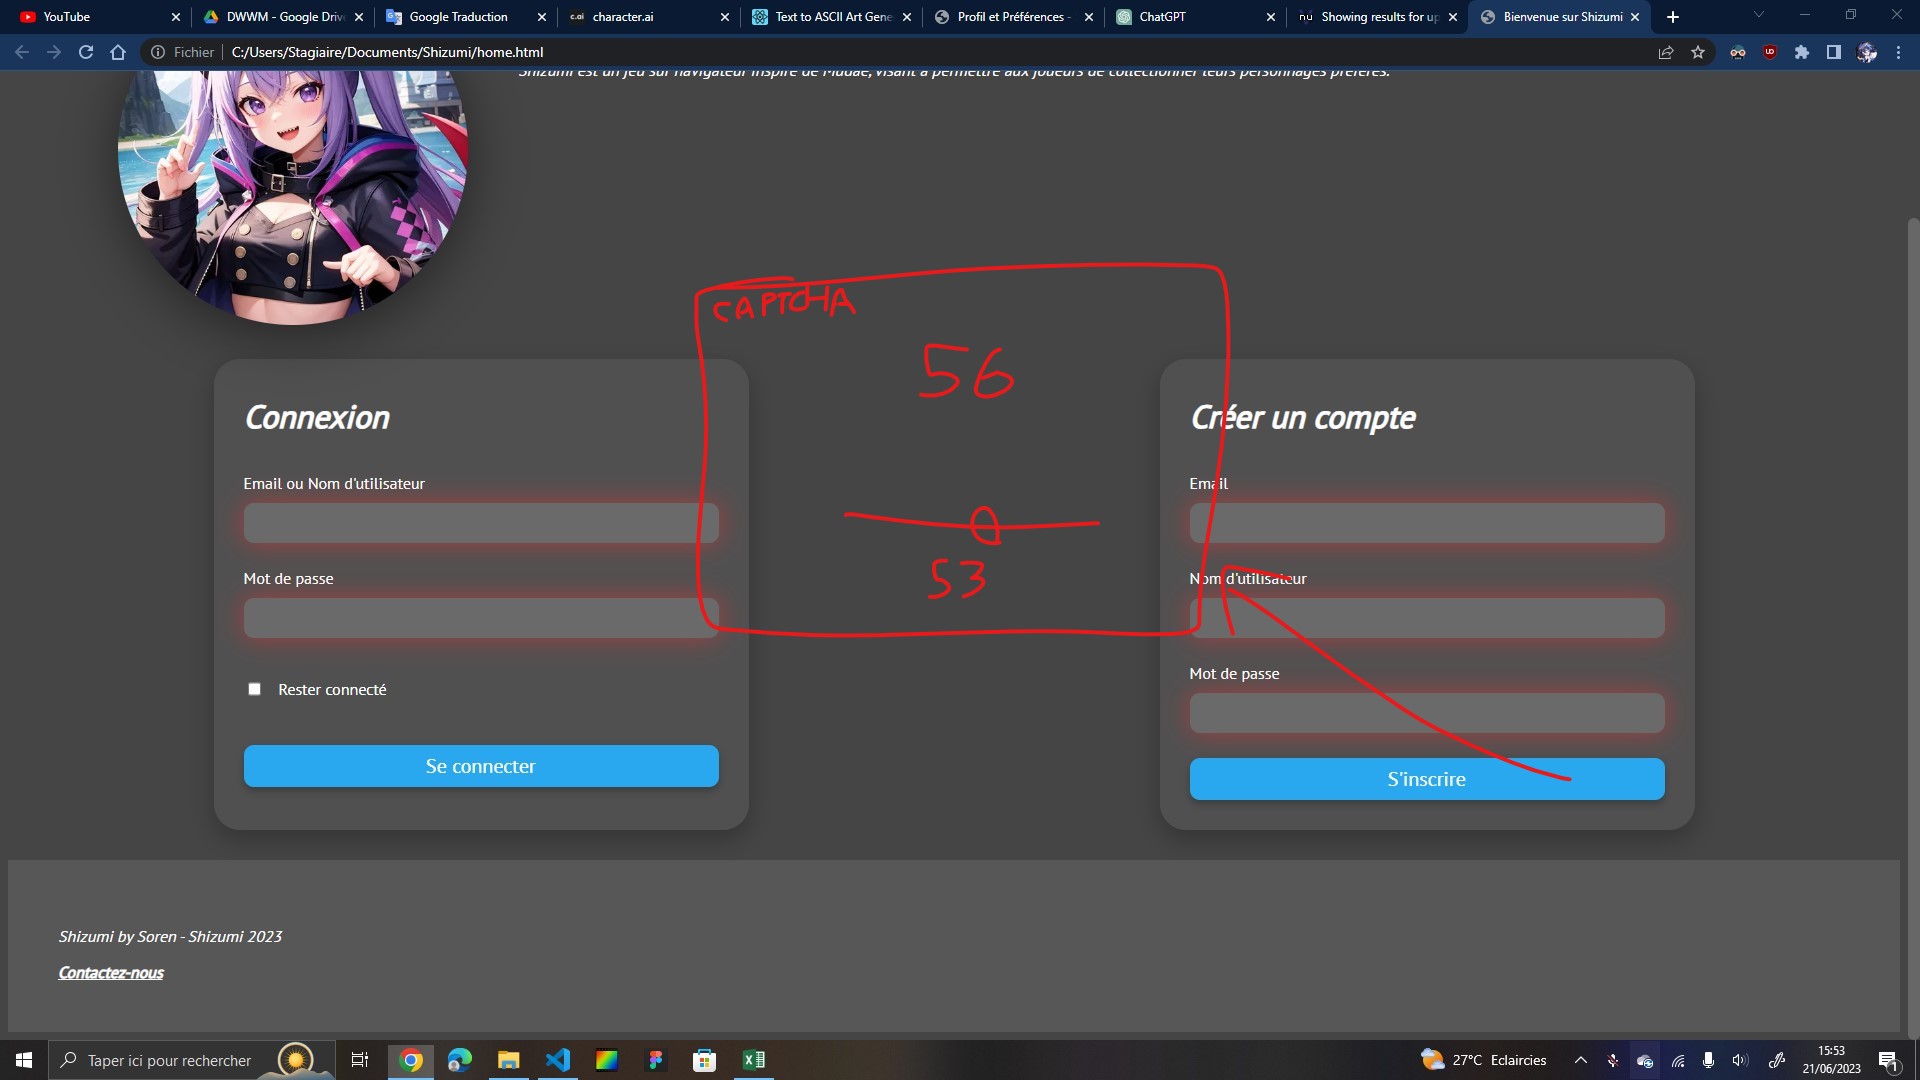 YouTube
DWWM - Google Driv
Google Traduction
character.ai
Text to ASCII Art Gene
Profil et Préférences -
ChatGPT
Showing results for up
Bienvenue sur Shizumi
Fichier
C:/Users/Stagiaire/Documents/Shizumi/home.html
Shizumi est un jeu sur navigateur inspiré de Mudae, visant à permettre aux joueurs de collectionner leurs personnages préférés.
CAPTCHA
56
53
Connexion
Email ou Nom d'utilisateur
Mot de passe
Rester connecté
Se connecter
Créer un compte
Email
Nom d'utilisateur
Mot de passe
S'inscrire
Shizumi by Soren - Shizumi 2023
Contactez-nous
Taper ici pour rechercher
27°C Eclaircies
15:53
21/06/2023
1